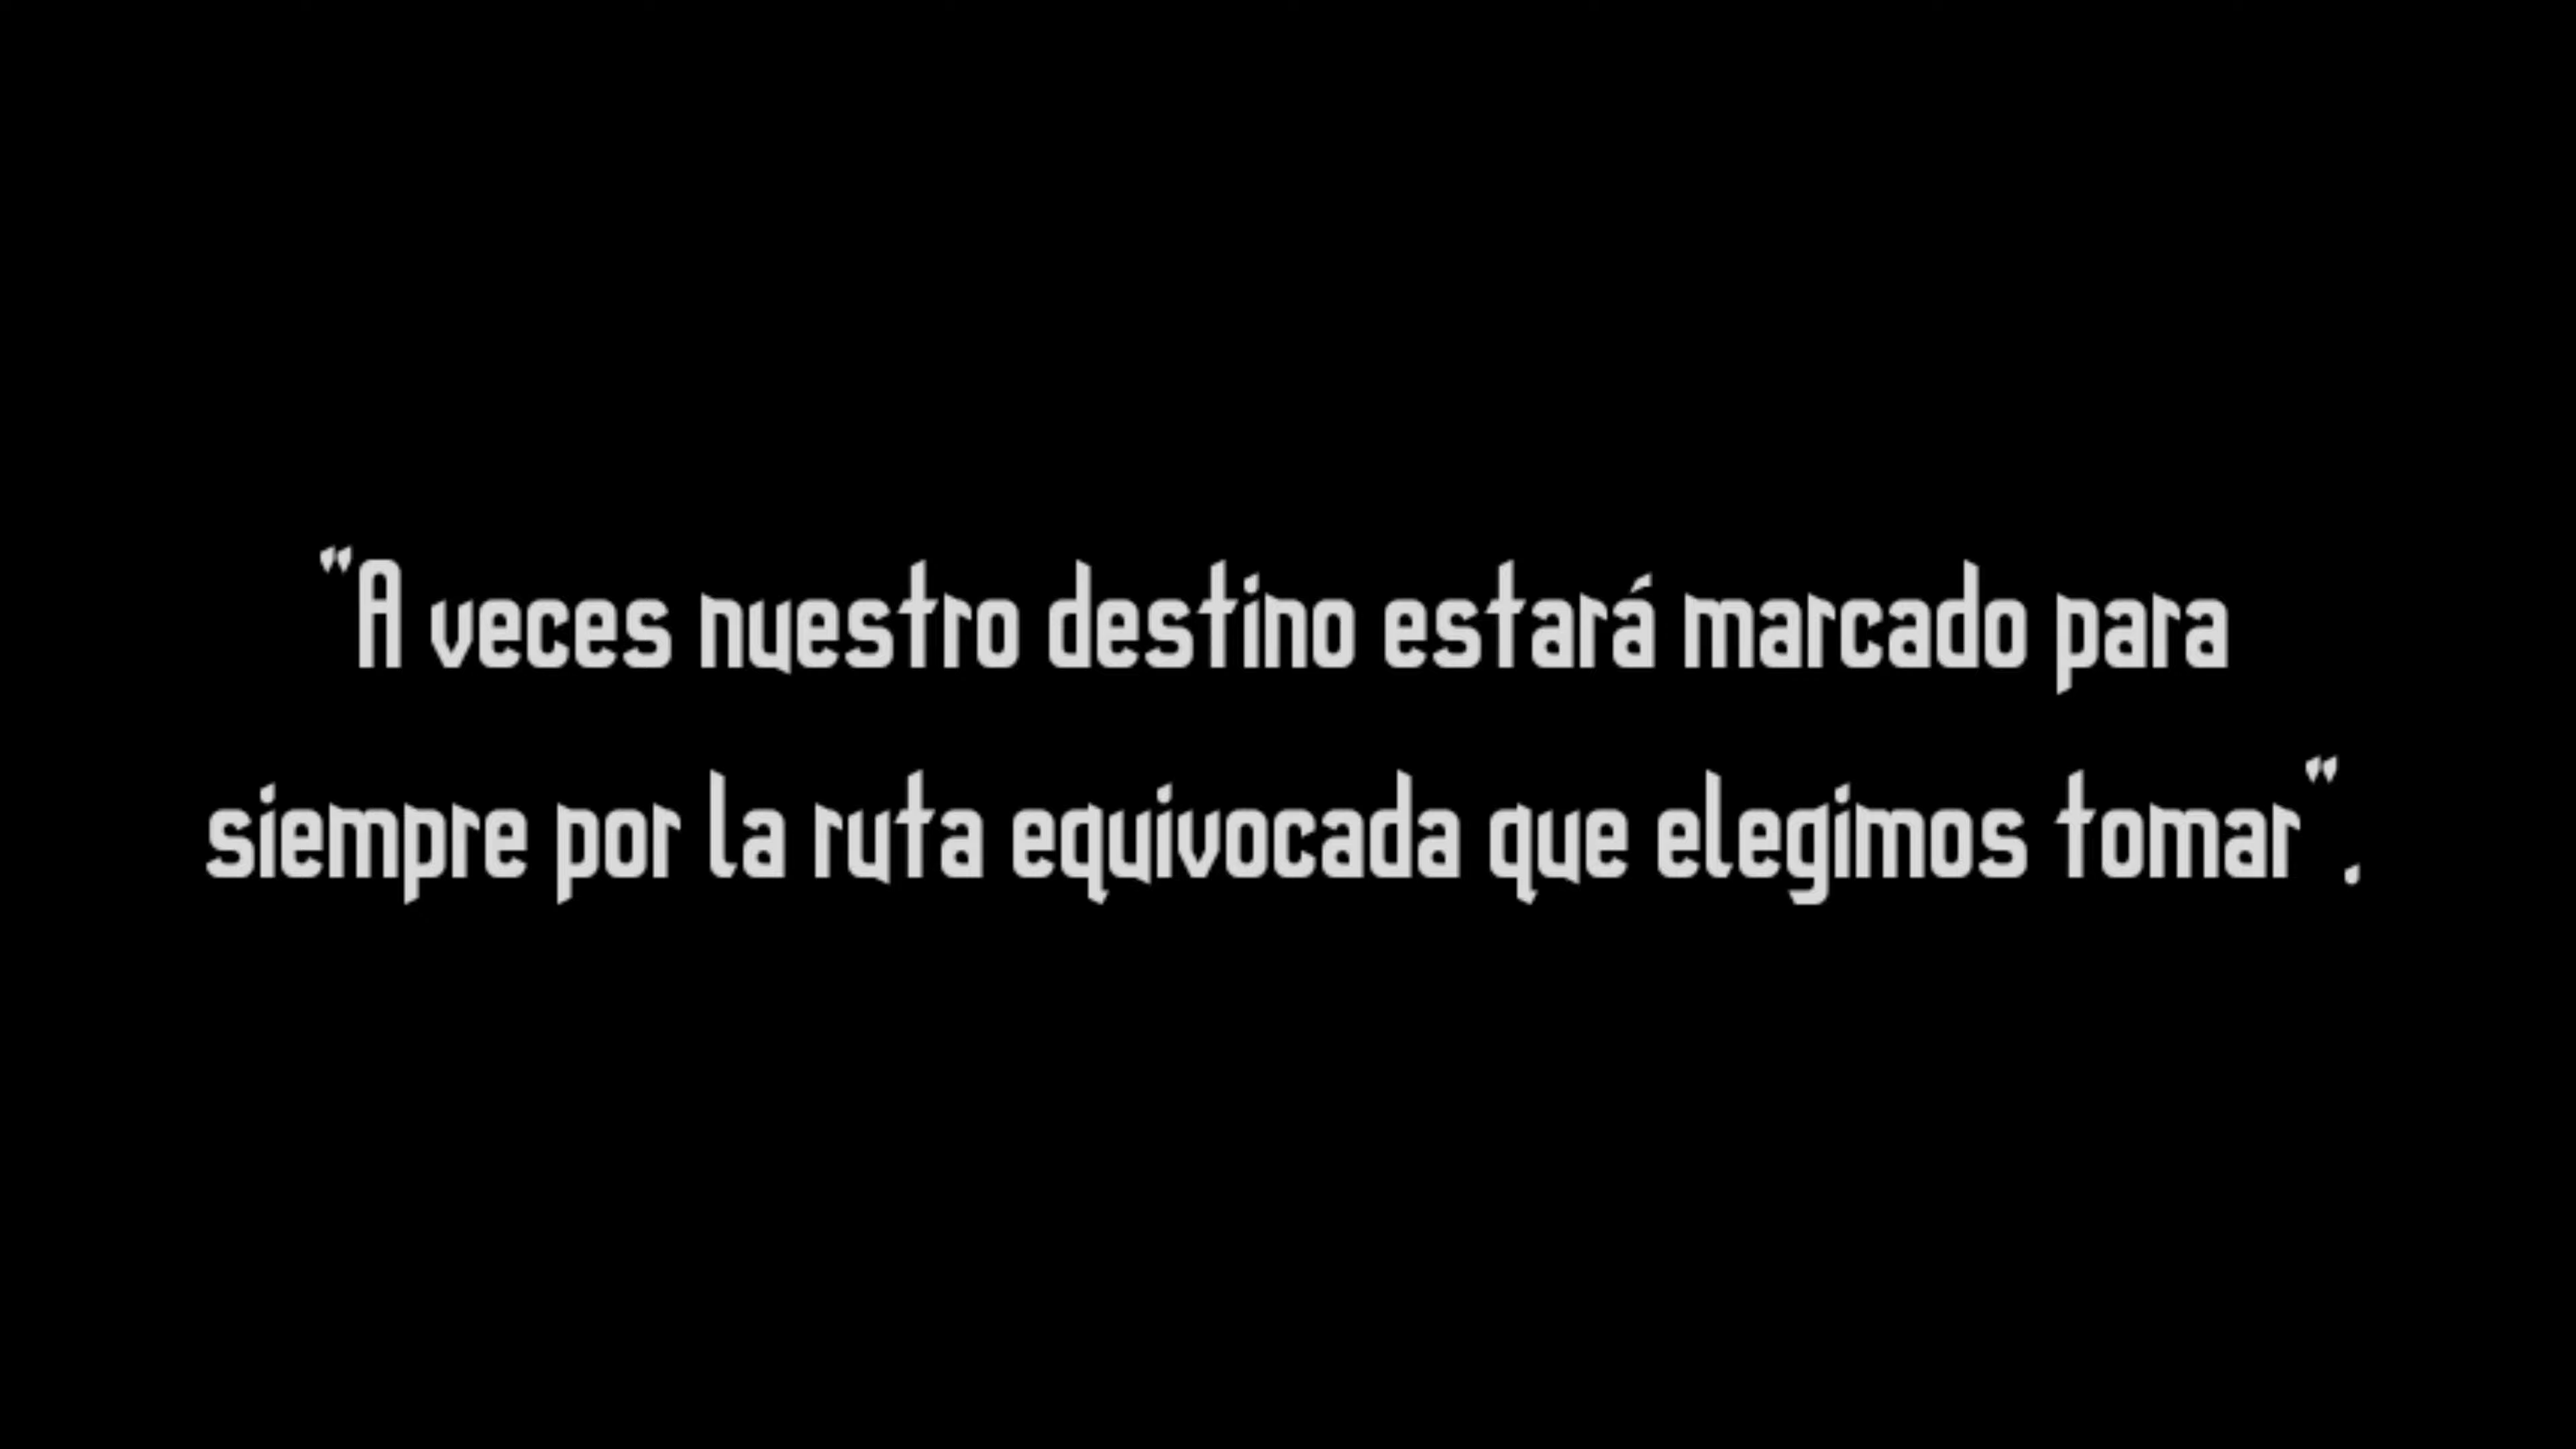 "A veces nuestro destino estará marcado para
siempre por la ruta equivocada que elegimos tomar".